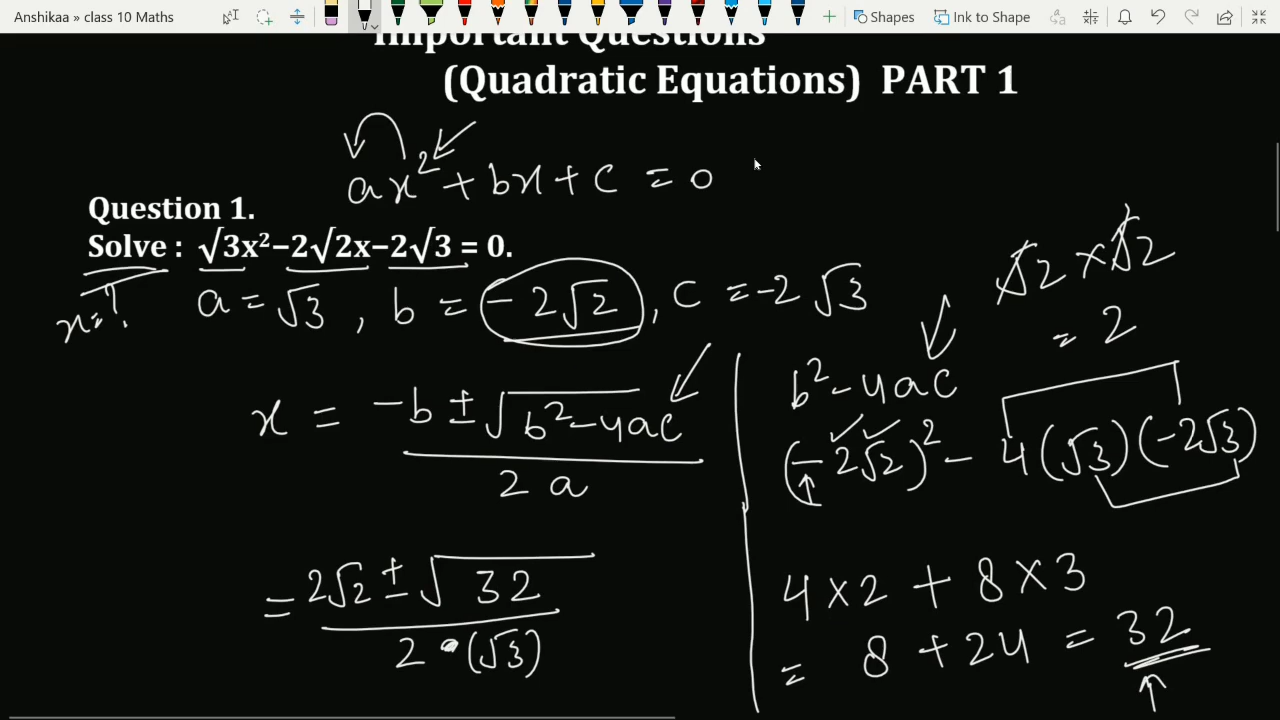 Anshikaa » class 10 Maths
Shapes
Ink to Shape
Important Questions
(Quadratic Equations) PART 1
ax² + bx + c = 0
Question 1.
Solve : √3x²−2√2x−2√3 = 0.
x=?
a = √3 , b = -2√2 , c = -2√3
√2 × √2
= 2
x = -b ± √b²-4ac
2a
= 2√2 ± √32
2 • (√3)
b²-4ac
(-2√2)² - 4(√3)(-2√3)
4×2 + 8×3
= 8 + 24 = 32